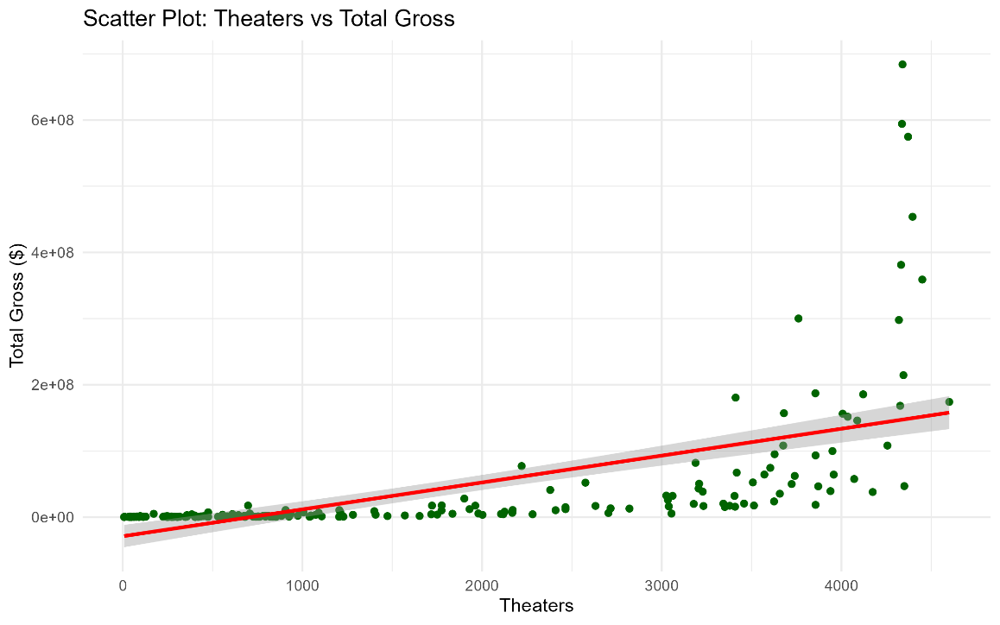 Scatter Plot: Theaters vs Total Gross
Total Gross ($)
6e+08
4e+08
2e+08
0e+00
0 1000 2000 3000 4000
Theaters